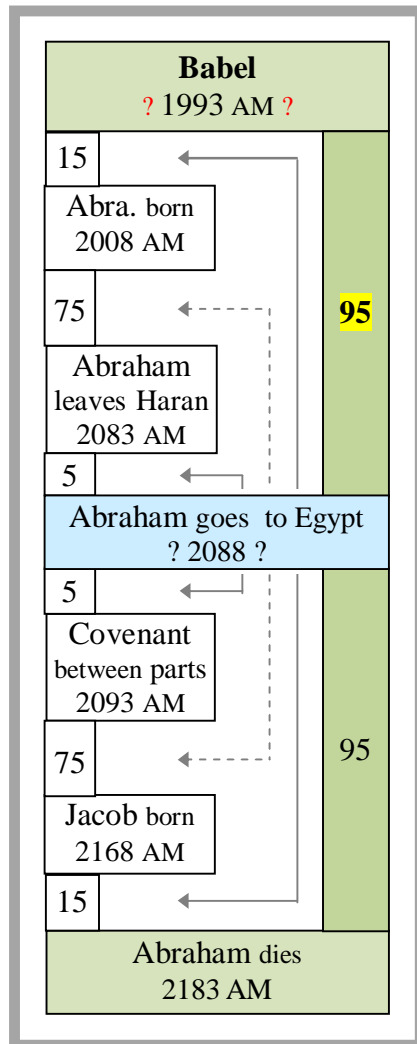 Babel
? 1993 AM ?
15
Abra. born
2008 AM
75
95
Abraham
leaves Haran
2083 AM
5
Abraham goes to Egypt
? 2088 ?
5
Covenant
between parts
2093 AM
75
95
Jacob born
2168 AM
15
Abraham dies
2183 AM